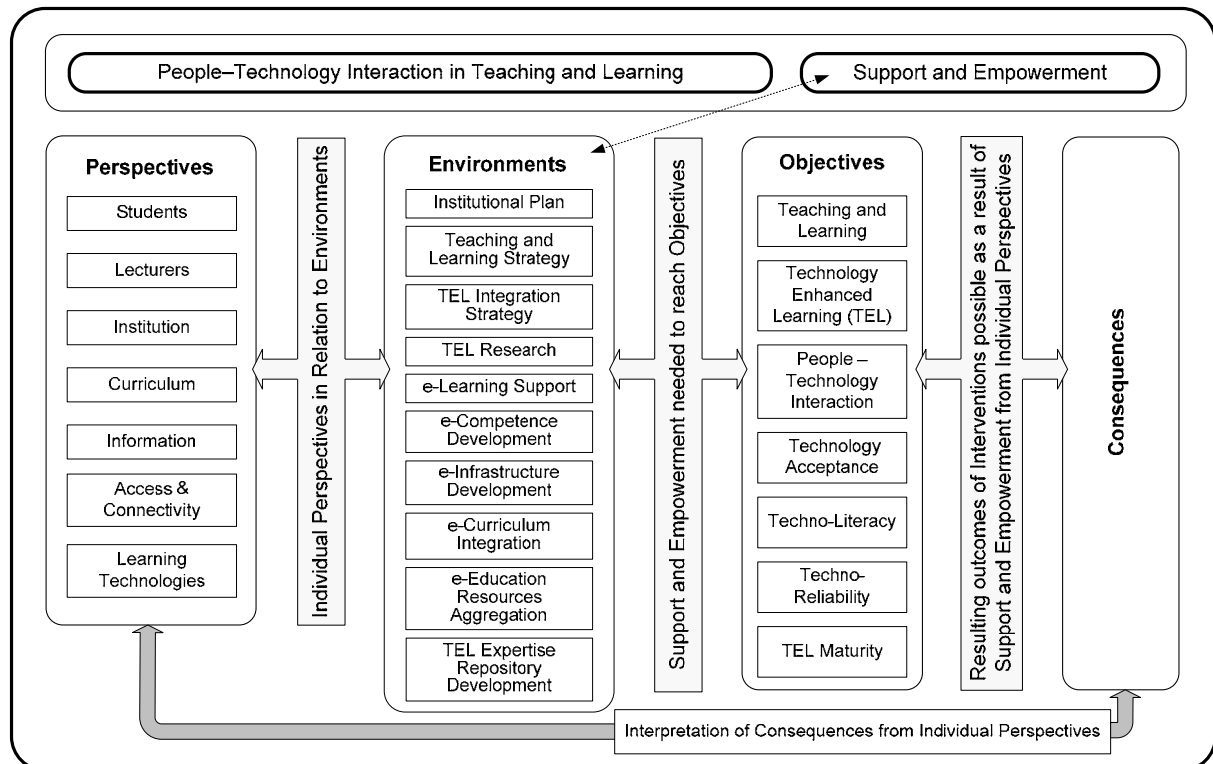 People–Technology Interaction in Teaching and Learning
Support and Empowerment
Perspectives
Students
Lecturers
Institution
Curriculum
Information
Access &
Connectivity
Learning
Technologies
Individual Perspectives in Relation to Environments
Environments
Institutional Plan
Teaching and
Learning Strategy
TEL Integration
Strategy
TEL Research
e-Learning Support
e-Competence
Development
e-Infrastructure
Development
e-Curriculum
Integration
e-Education
Resources
Aggregation
TEL Expertise
Repository
Development
Support and Empowerment needed to reach Objectives
Objectives
Teaching and
Learning
Technology
Enhanced
Learning (TEL)
People –
Technology
Interaction
Technology
Acceptance
Techno-Literacy
Techno-
Reliability
TEL Maturity
Resulting outcomes of Interventions possible as a result of
Support and Empowerment from Individual Perspectives
Consequences
Interpretation of Consequences from Individual Perspectives